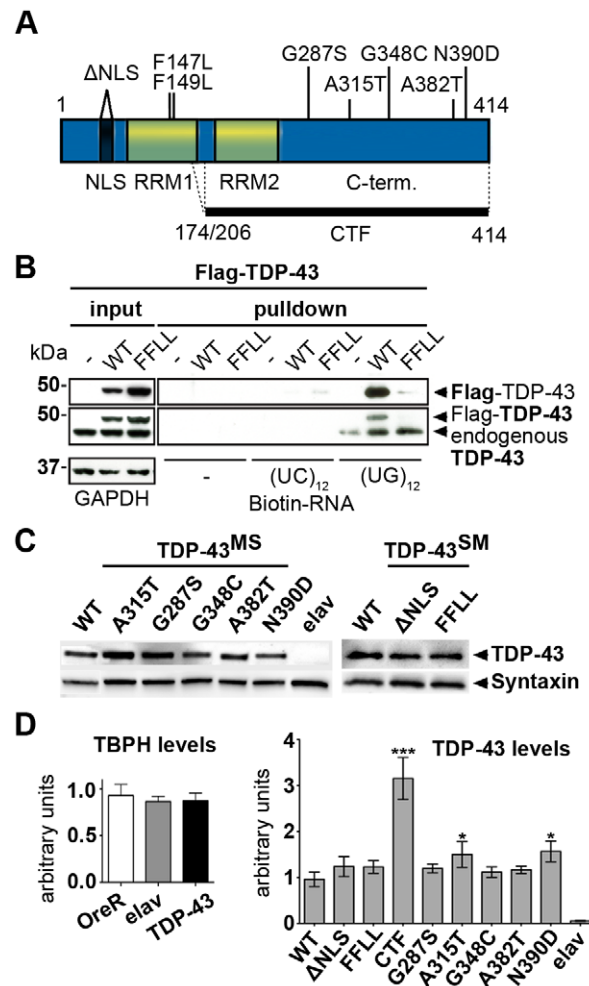 A
G287S G348C N390D
F147L
F149L
ΔNLS
A315T A382T
1
414
NLS RRM1 RRM2 C-term.
174/206 CTF 414
B
Flag-TDP-43
input pulldown
kDa
- WT FFLL - WT FFLL - WT FFLL - WT FFLL
50- Flag-TDP-43
50- Flag-TDP-43
endogenous
TDP-43
37-
GAPDH
- (UC)12 (UG)12
Biotin-RNA
C
TDP-43MS TDP-43SM
WT A315T G287S G348C A382T N390D elav WT ΔNLS FFLL
TDP-43
Syntaxin
D
TBPH levels
arbitrary units
1.0
0.5
0.0
OreR elav TDP-43
TDP-43 levels
arbitrary units
4
3
2
1
0
***
*
*
WT ΔNLS FFLL CTF G287S A315T G348C A382T N390D elav